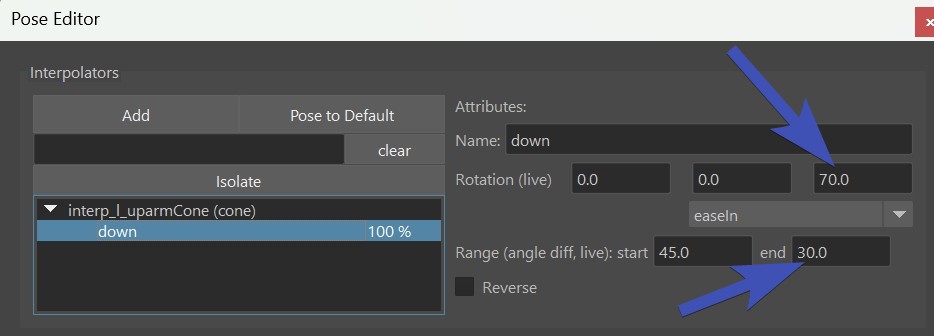 Pose Editor
Interpolators
Add Pose to Default
clear
Isolate
interp_l_uparmCone (cone)
down 100 %
Attributes:
Name: down
Rotation (live) 0.0 0.0 70.0
easeIn
Range (angle diff, live): start 45.0 end 30.0
Reverse